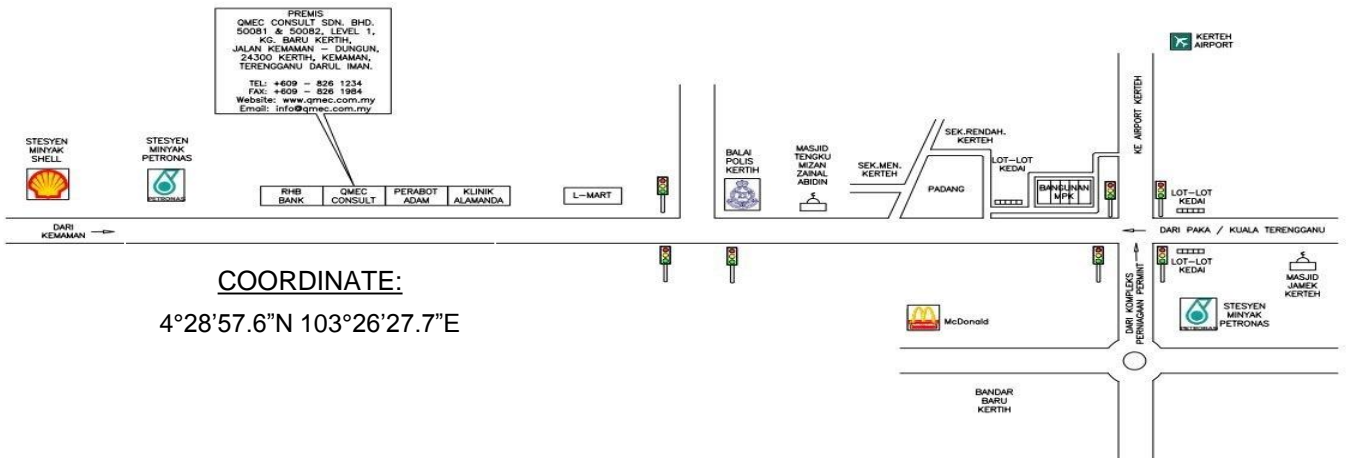 PREMIS
QMEC CONSULT SDN. BHD.
50081 & 50082, LEVEL 1,
KG. BARU KERTIH,
JALAN KEMAMAN – DUNGUN,
24300 KERTIH, KEMAMAN,
TERENGGANU DARUL IMAN.
TEL: +609 – 826 1234
FAX: +609 – 826 1984
Website: www.qmec.com.my
Email: info@qmec.com.my
STESYEN
MINYAK
SHELL
STESYEN
MINYAK
PETRONAS
PETRONAS
RHB
BANK
QMEC
CONSULT
PERABOT
ADAM
KLINIK
ALAMANDA
L–MART
BALAI
POLIS
KERTIH
MASJID
TENGKU
MIZAN
ZAINAL
ABIDIN
SEK.MEN.
KERTEH
SEK.RENDAH.
KERTEH
PADANG
LOT–LOT
KEDAI
BANGUNAN
MPK
KE AIRPORT KERTEH
KERTEH
AIRPORT
LOT–LOT
KEDAI
DARI
KEMAMAN
DARI PAKA / KUALA TERENGGANU
LOT–LOT
KEDAI
MASJID
JAMEK
KERTEH
DARI KOMPLEKS
PERNIAGAAN PERMINT
STESYEN
MINYAK
PETRONAS
PETRONAS
McDonald
BANDAR
BARU
KERTIH
COORDINATE:
4°28’57.6”N 103°26’27.7”E